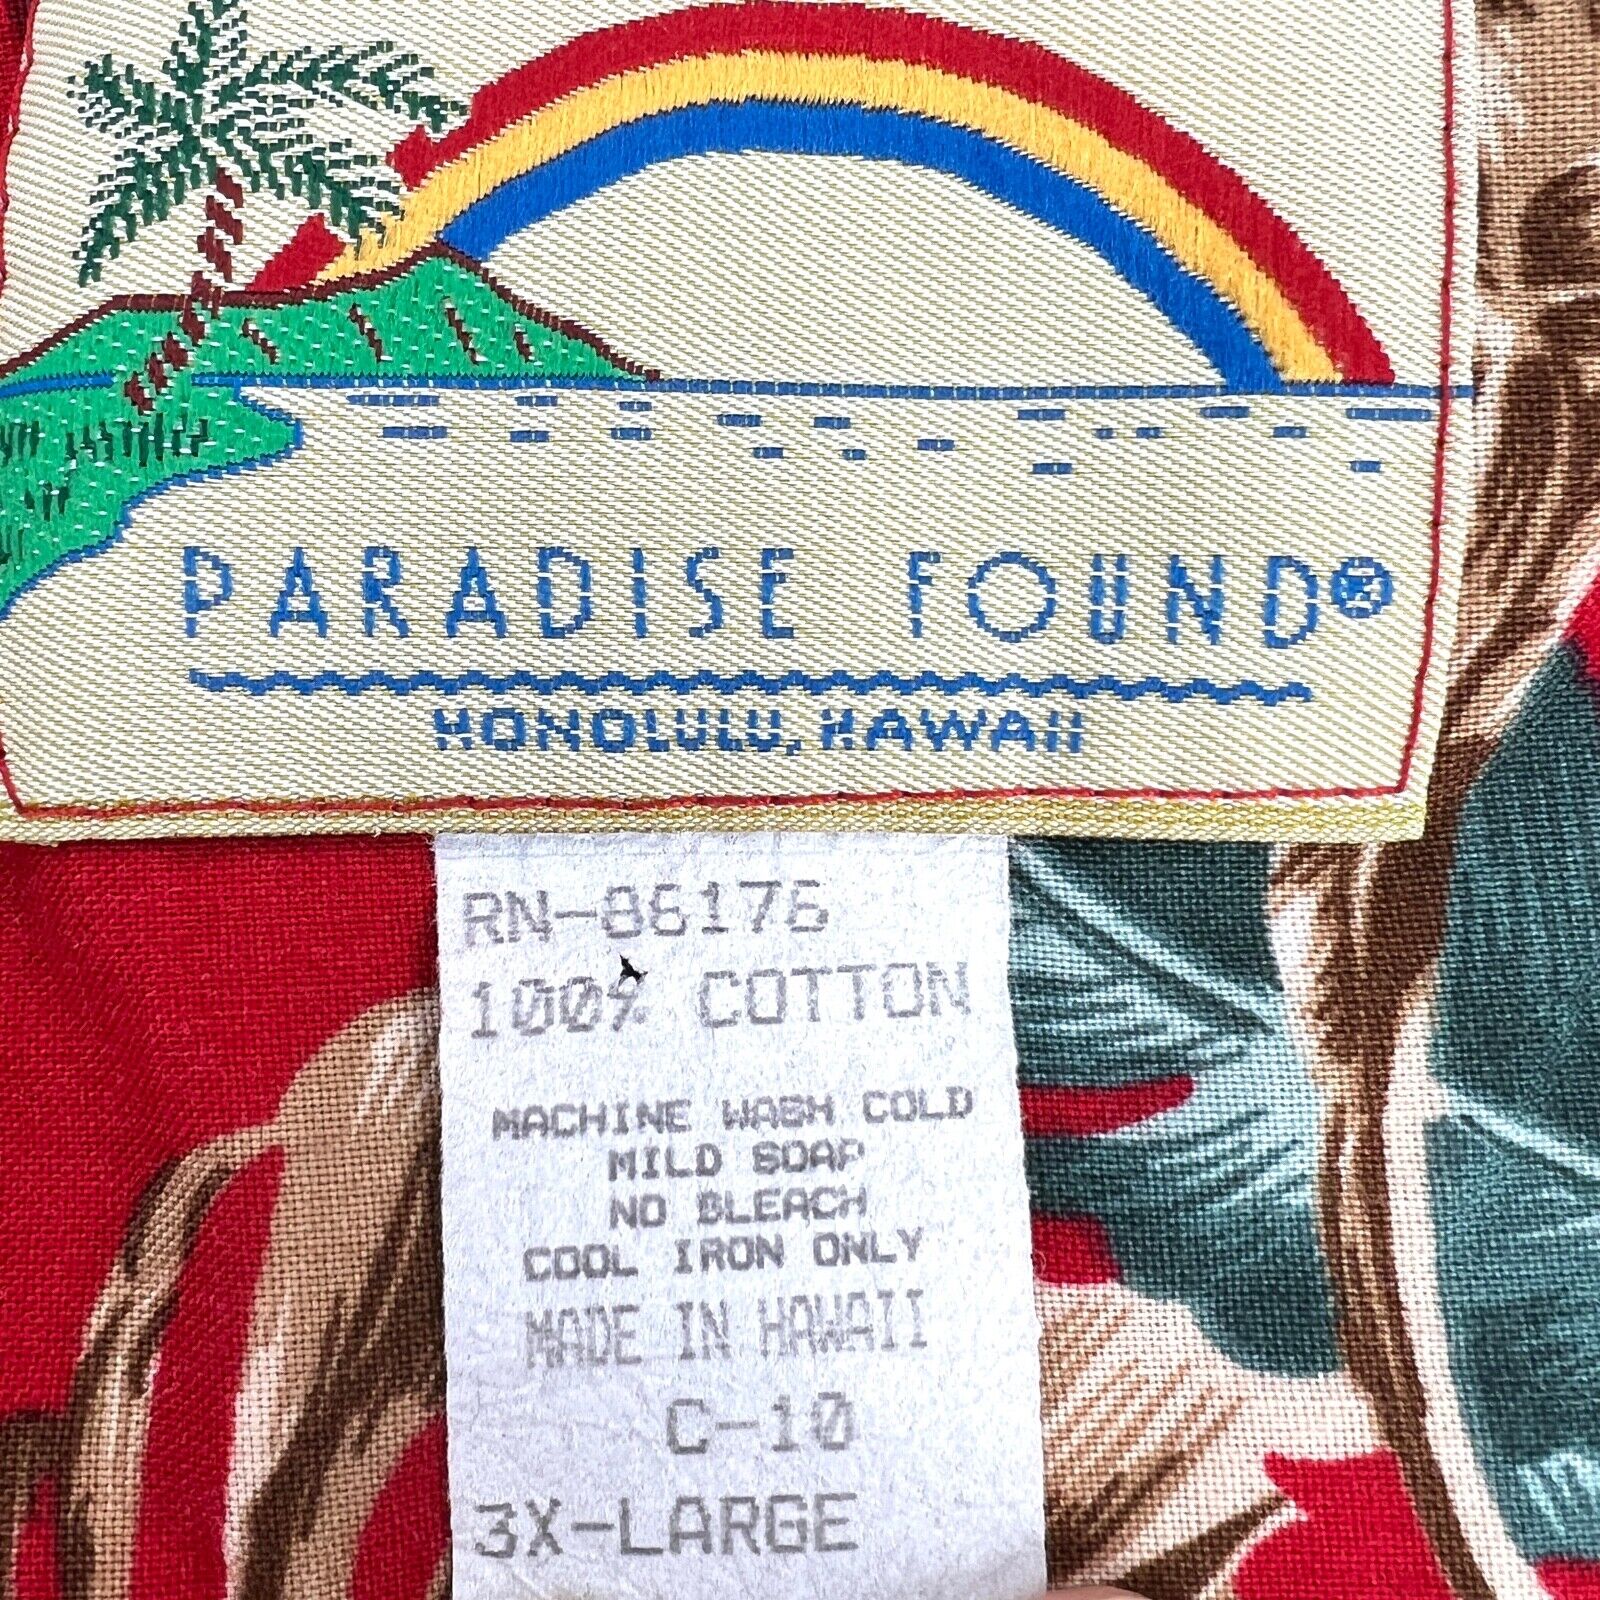 PARADISE FOUND®
HONOLULU, HAWAII
RN-86176
100% COTTON
MACHINE WASH COLD
MILD SOAP
NO BLEACH
COOL IRON ONLY
MADE IN HAWAII
C-10
3X-LARGE